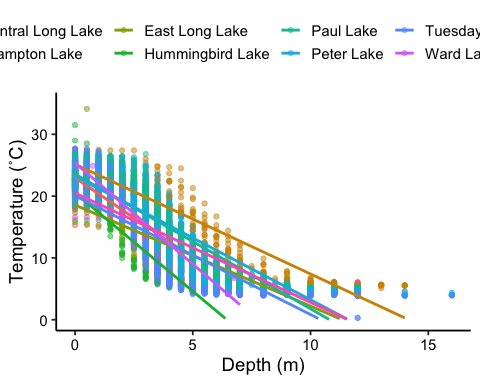 ntral Long Lake East Long Lake Paul Lake Tuesday
ampton Lake Hummingbird Lake Peter Lake Ward La
Temperature (˚C)
30
20
10
0
0 5 10 15
Depth (m)